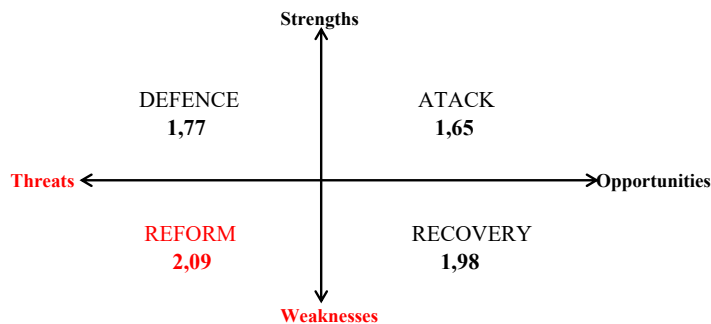 Strengths
DEFENCE
1,77
ATACK
1,65
Threats
Opportunities
REFORM
2,09
RECOVERY
1,98
Weaknesses